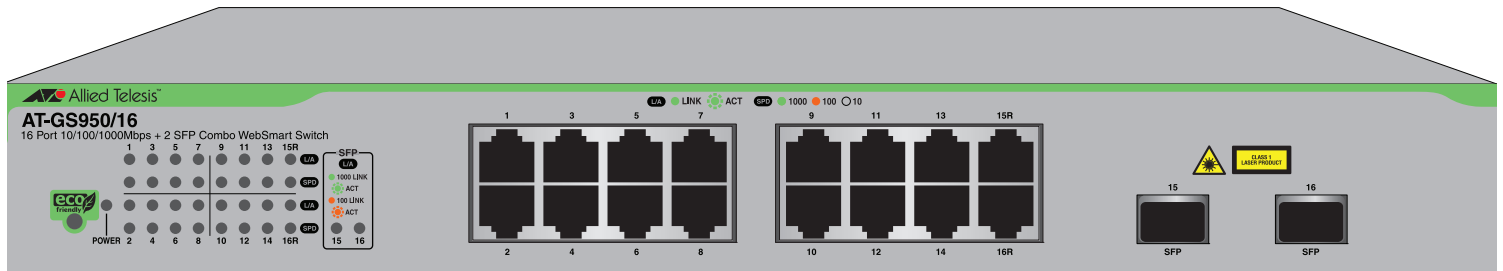 Allied Telesis™
AT-GS950/16
16 Port 10/100/1000Mbps + 2 SFP Combo WebSmart Switch
L/A LINK ACT SPD 1000 100 10
1 3 5 7 9 11 13 15R
L/A
SPD
L/A
SPD
2 4 6 8 10 12 14 16R
eco
friendly
POWER
SFP
L/A
1000 LINK
ACT
100 LINK
ACT
15 16
1 3 5 7
2 4 6 8
9 11 13 15R
10 12 14 16R
CLASS 1
LASER PRODUCT
15
SFP
16
SFP